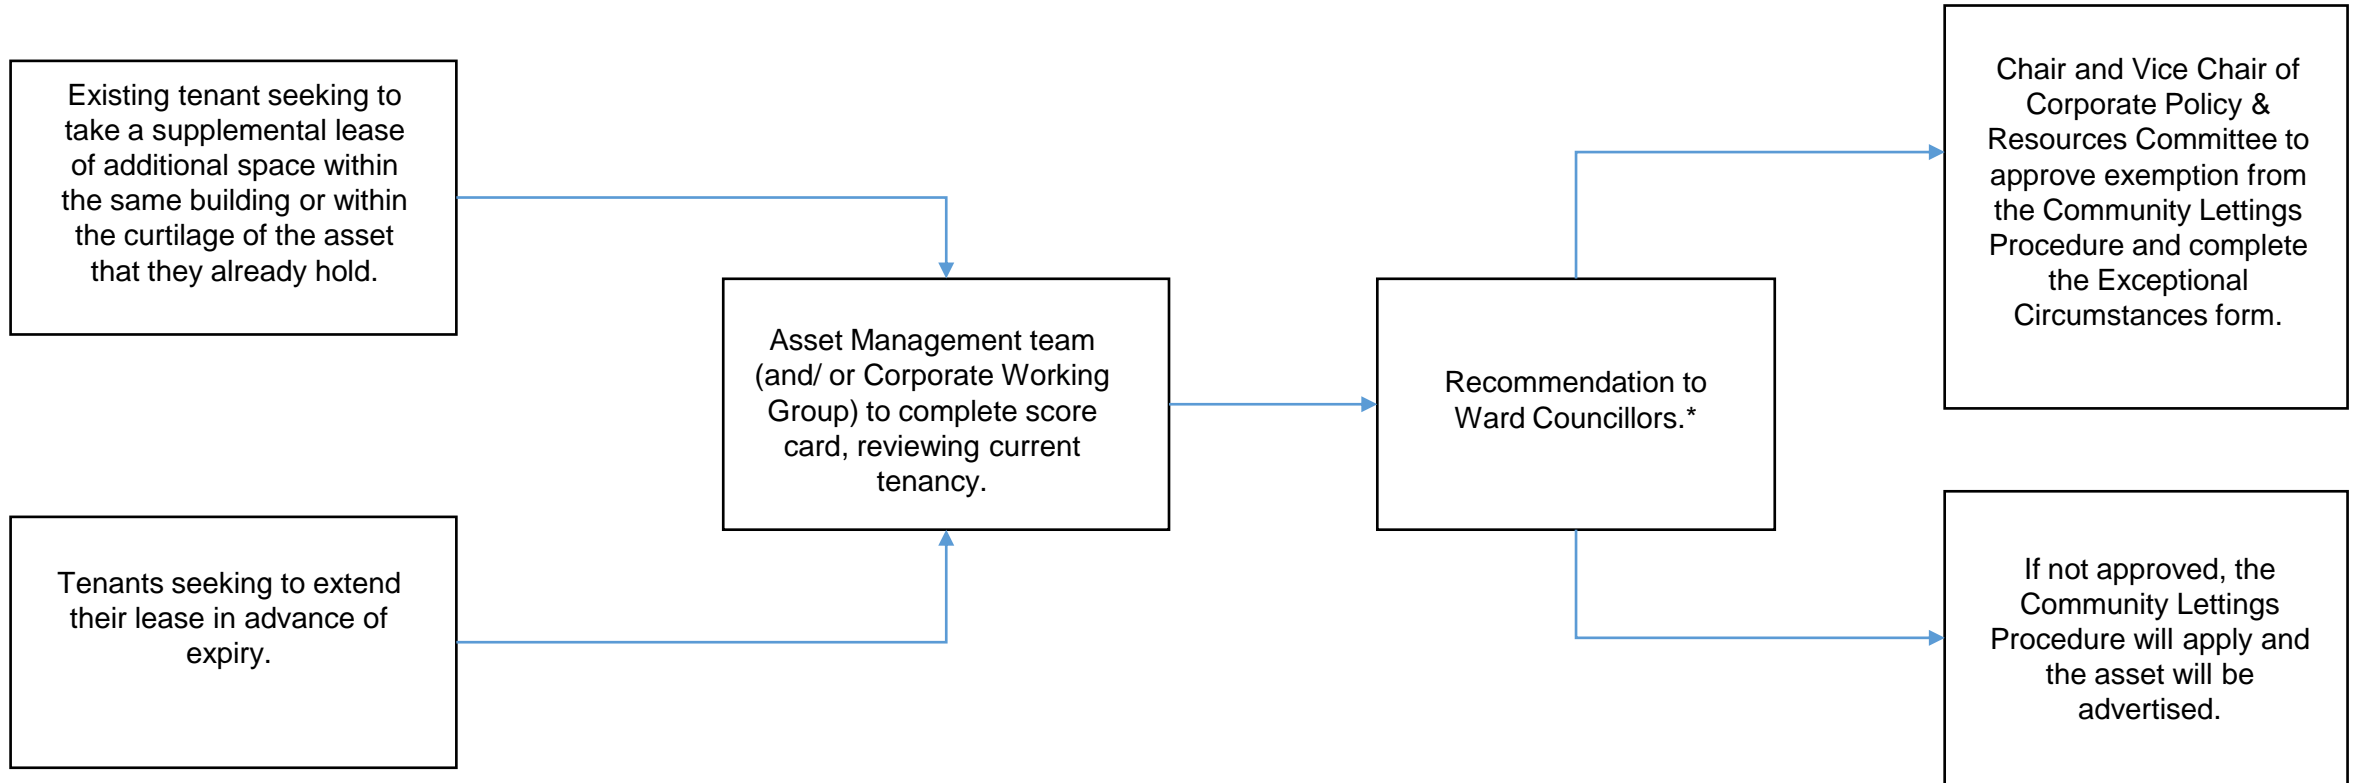 Existing tenant seeking to
take a supplemental lease
of additional space within
the same building or within
the curtilage of the asset
that they already hold.
Tenants seeking to extend
their lease in advance of
expiry.
Asset Management team
(and/ or Corporate Working
Group) to complete score
card, reviewing current
tenancy.
Recommendation to
Ward Councillors.*
Chair and Vice Chair of
Corporate Policy &
Resources Committee to
approve exemption from
the Community Lettings
Procedure and complete
the Exceptional
Circumstances form.
If not approved, the
Community Lettings
Procedure will apply and
the asset will be
advertised.